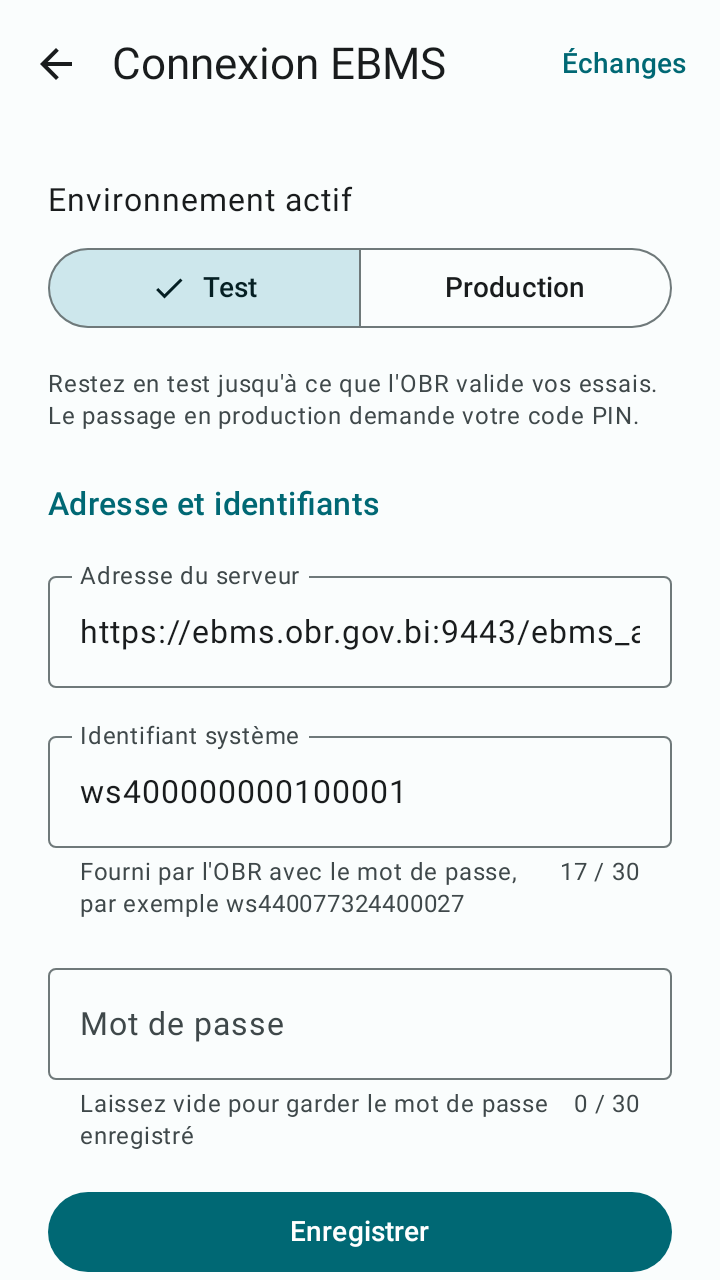 Connexion EBMS
Échanges
Environnement actif
Test
Production
Restez en test jusqu'à ce que l'OBR valide vos essais.
Le passage en production demande votre code PIN.
Adresse et identifiants
Adresse du serveur
https://ebms.obr.gov.bi:9443/ebms_a
Identifiant système
ws400000000100001
Fourni par l'OBR avec le mot de passe,
17 / 30
par exemple ws440077324400027
Mot de passe
Laissez vide pour garder le mot de passe
0 / 30
enregistré
Enregistrer